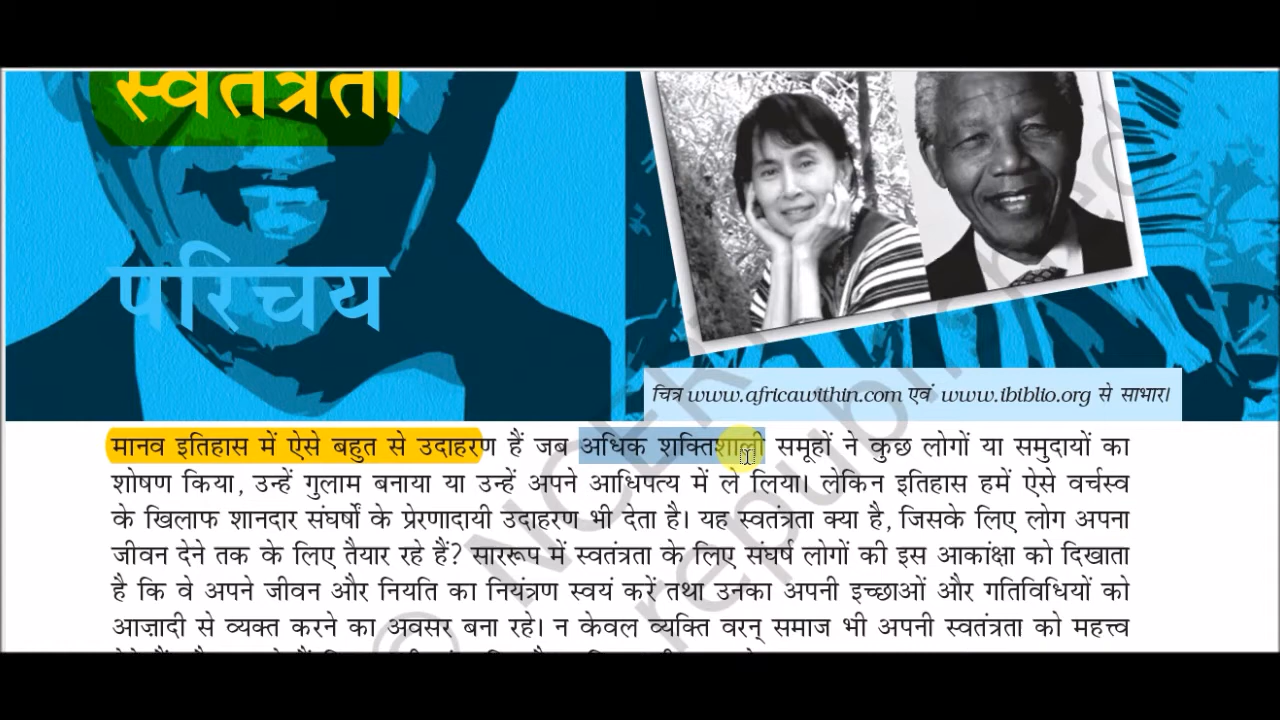 स्वतंत्रता
परिचय
चित्र www.africawithin.com एवं www.ibiblio.org से साभार।
मानव इतिहास में ऐसे बहुत से उदाहरण हैं जब अधिक शक्तिशाली समूहों ने कुछ लोगों या समुदायों का
शोषण किया, उन्हें गुलाम बनाया या उन्हें अपने आधिपत्य में ले लिया। लेकिन इतिहास हमें ऐसे वर्चस्व
के खिलाफ शानदार संघर्षों के प्रेरणादायी उदाहरण भी देता है। यह स्वतंत्रता क्या है, जिसके लिए लोग अपना
जीवन देने तक के लिए तैयार रहे हैं? साररूप में स्वतंत्रता के लिए संघर्ष लोगों की इस आकांक्षा को दिखाता
है कि वे अपने जीवन और नियति का नियंत्रण स्वयं करें तथा उनका अपनी इच्छाओं और गतिविधियों को
आज़ादी से व्यक्त करने का अवसर बना रहे। न केवल व्यक्ति वरन् समाज भी अपनी स्वतंत्रता को महत्त्व
© NCERT
republished